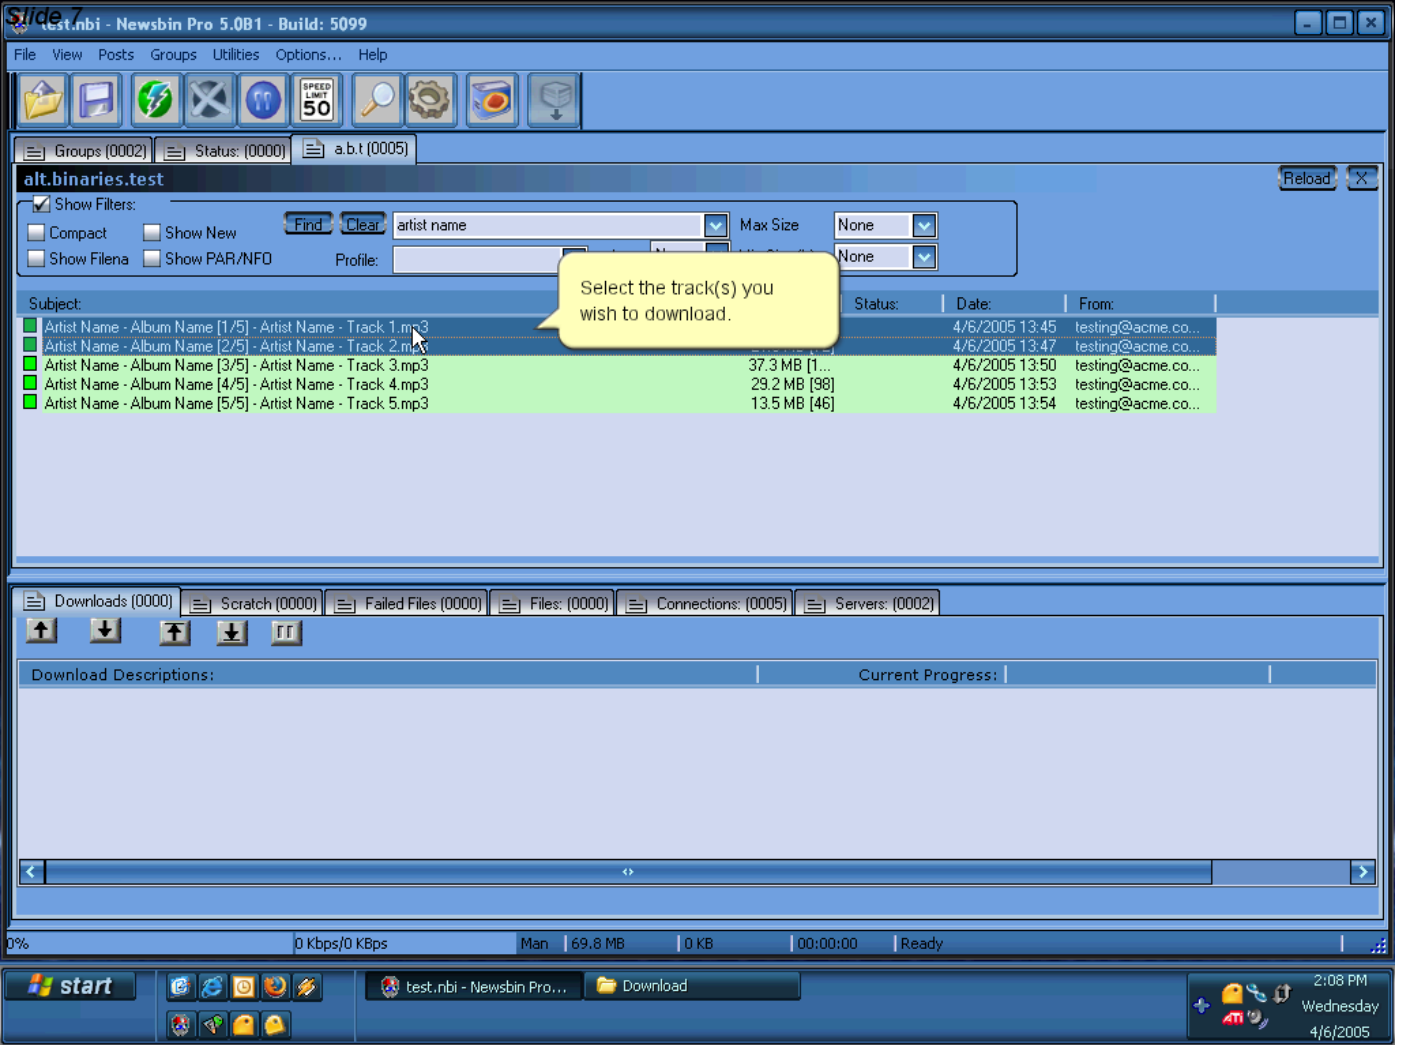 Slide 7
test.nbi - Newsbin Pro 5.0B1 - Build: 5099
File View Posts Groups Utilities Options... Help
SPEED LIMIT 50
Groups (0002) Status: (0000) a.b.t (0005)
alt.binaries.test Reload X
Show Filters:
Find Clear artist name Max Size None
Compact Show New
Show Filena Show PAR/NFO Profile: None
Select the track(s) you
wish to download.
Subject: Status: Date: From:
Artist Name - Album Name [1/5] - Artist Name - Track 1.mp3 4/6/2005 13:45 testing@acme.co...
Artist Name - Album Name [2/5] - Artist Name - Track 2.mp3 4/6/2005 13:47 testing@acme.co...
Artist Name - Album Name [3/5] - Artist Name - Track 3.mp3 37.3 MB [1... 4/6/2005 13:50 testing@acme.co...
Artist Name - Album Name [4/5] - Artist Name - Track 4.mp3 29.2 MB [98] 4/6/2005 13:53 testing@acme.co...
Artist Name - Album Name [5/5] - Artist Name - Track 5.mp3 13.5 MB [46] 4/6/2005 13:54 testing@acme.co...
Downloads (0000) Scratch (0000) Failed Files (0000) Files: (0000) Connections: (0005) Servers: (0002)
Download Descriptions: Current Progress:
0% 0 Kbps/0 KBps Man 69.8 MB 0 KB 00:00:00 Ready
start test.nbi - Newsbin Pro... Download 2:08 PM
Wednesday
ATI
4/6/2005